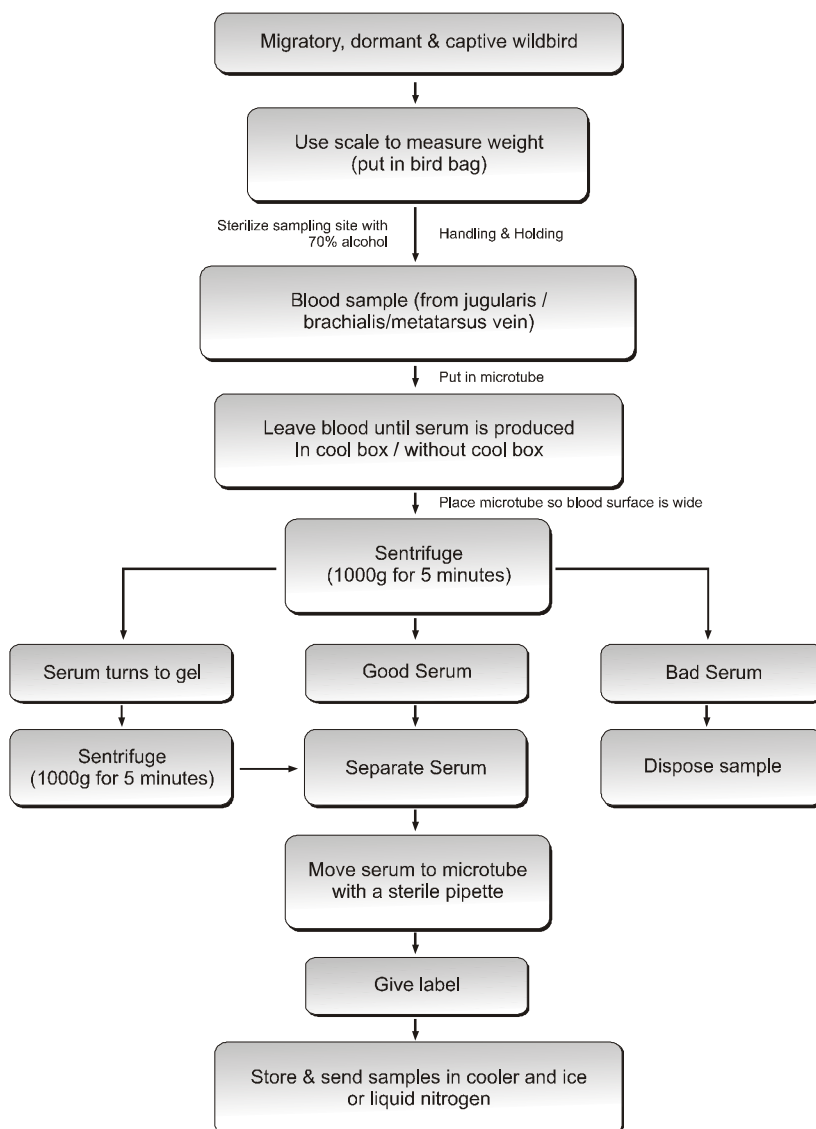 Migratory, dormant & captive wildbird
Use scale to measure weight
(put in bird bag)
Sterilize sampling site with
70% alcohol
Handling & Holding
Blood sample (from jugularis /
brachialis/metatarsus vein)
Put in microtube
Leave blood until serum is produced
In cool box / without cool box
Place microtube so blood surface is wide
Sentrifuge
(1000g for 5 minutes)
Serum turns to gel
Good Serum
Bad Serum
Sentrifuge
(1000g for 5 minutes)
Separate Serum
Dispose sample
Move serum to microtube
with a sterile pipette
Give label
Store & send samples in cooler and ice
or liquid nitrogen